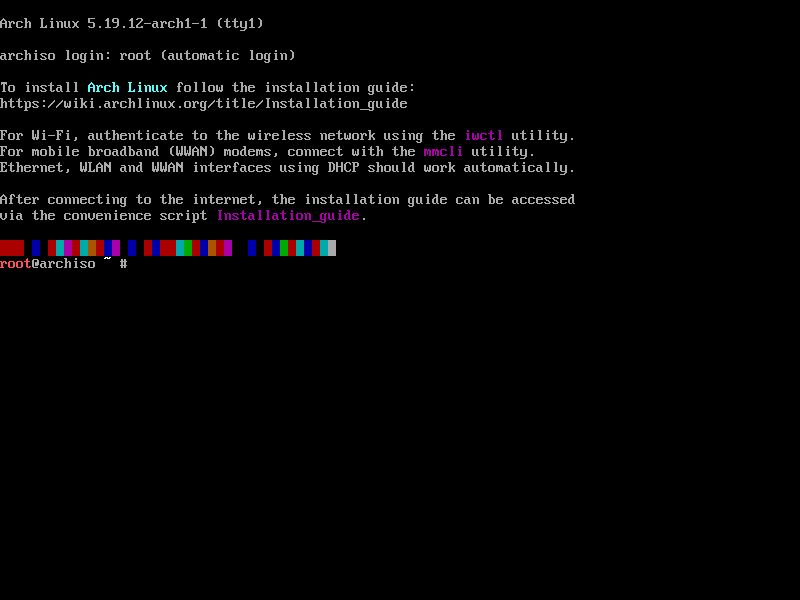 Arch Linux 5.19.12-arch1-1 (tty1)
archiso login: root (automatic login)
To install Arch Linux follow the installation guide:
https://wiki.archlinux.org/title/Installation_guide
For Wi-Fi, authenticate to the wireless network using the iwctl utility.
For mobile broadband (WWAN) modems, connect with the mmcli utility.
Ethernet, WLAN and WWAN interfaces using DHCP should work automatically.
After connecting to the internet, the installation guide can be accessed
via the convenience script Installation_guide.
root@archiso ~ #